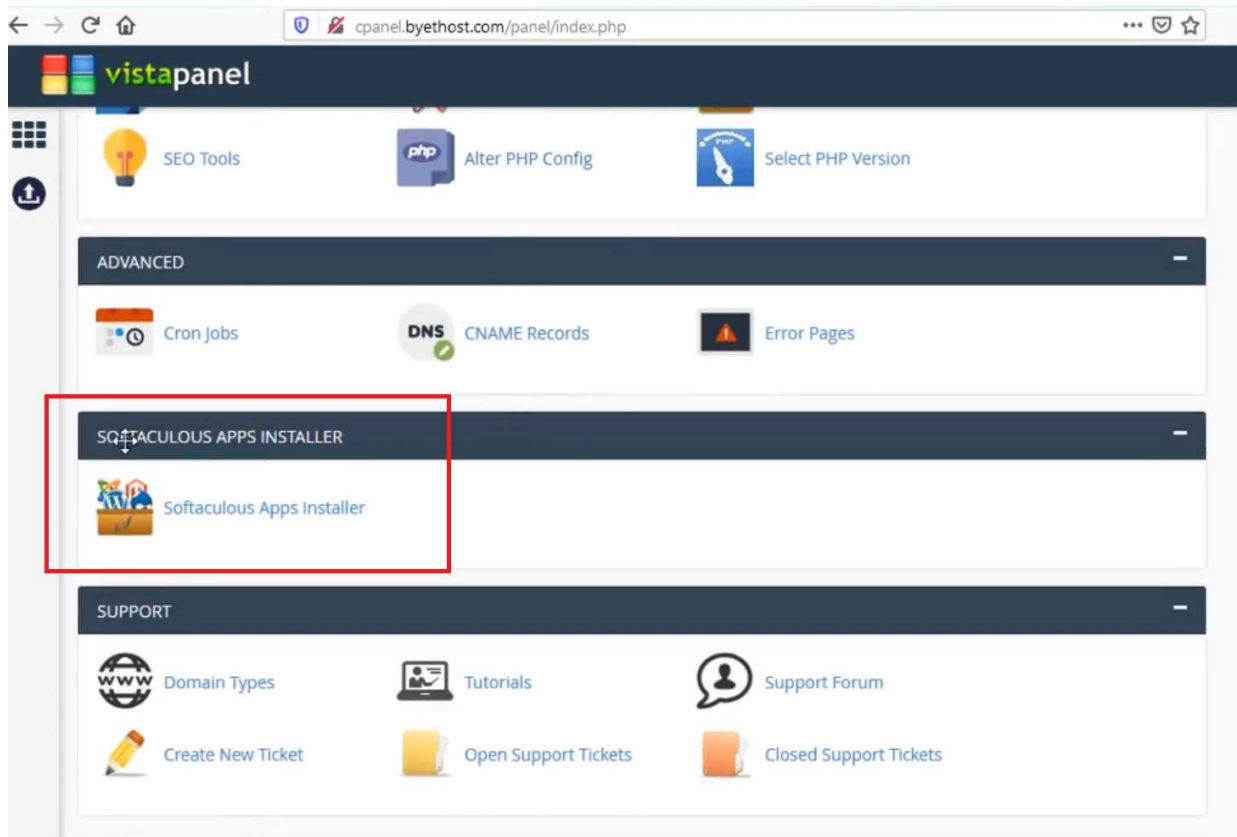 cpanel.byethost.com/panel/index.php
vistapanel
SEO Tools
php
Alter PHP Config
PHP
Select PHP Version
ADVANCED
Cron Jobs
DNS
CNAME Records
Error Pages
SOFTACULOUS APPS INSTALLER
Softaculous Apps Installer
SUPPORT
www
Domain Types
Tutorials
Support Forum
Create New Ticket
Open Support Tickets
Closed Support Tickets